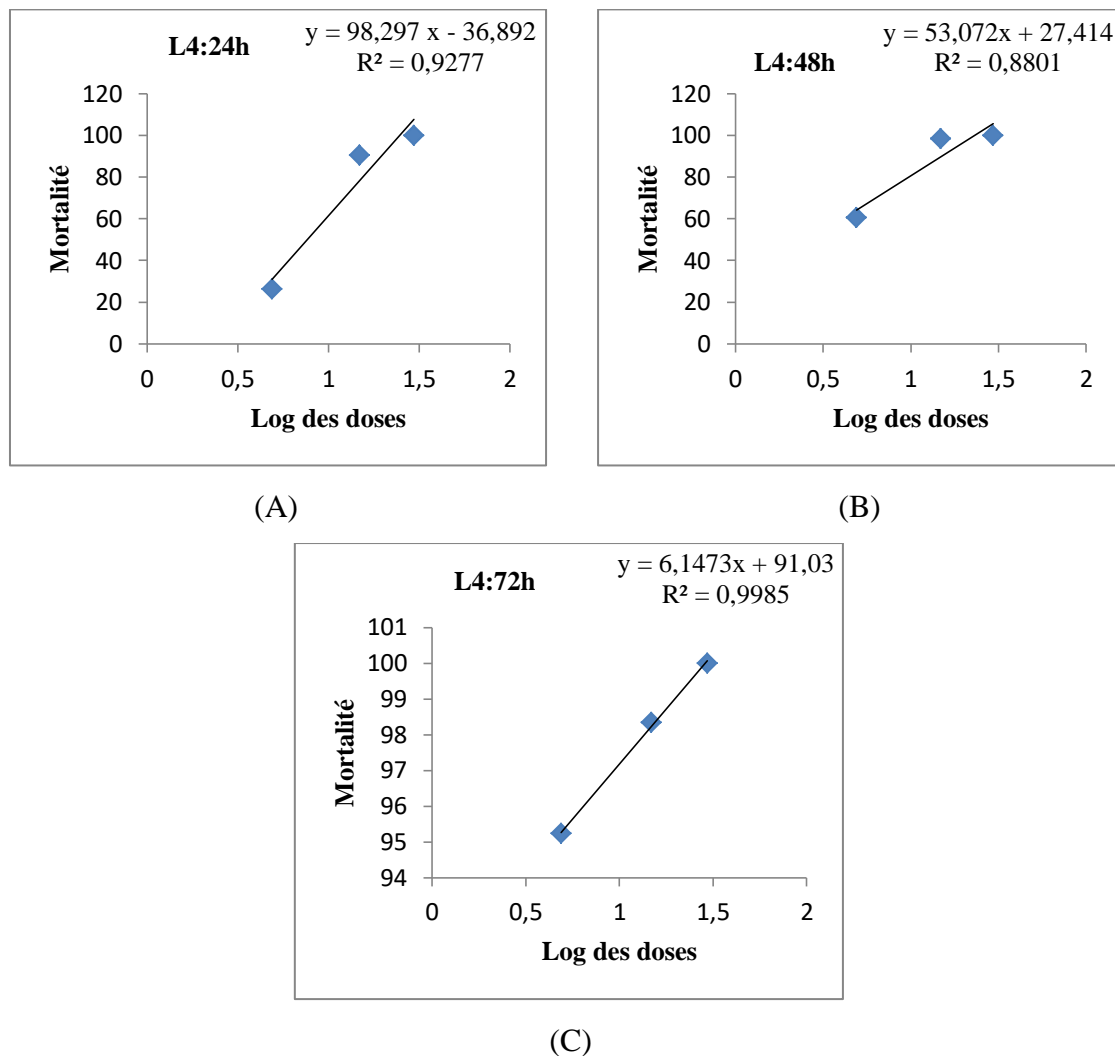 L4:24h
y = 98,297 x - 36,892
R² = 0,9277
120
100
80
60
40
20
0
0 0,5 1 1,5 2
Mortalité
Log des doses
(A)
L4:48h
y = 53,072x + 27,414
R² = 0,8801
120
100
80
60
40
20
0
0 0,5 1 1,5 2
Mortalité
Log des doses
(B)
L4:72h
y = 6,1473x + 91,03
R² = 0,9985
101
100
99
98
97
96
95
94
0 0,5 1 1,5 2
Mortalité
Log des doses
(C)